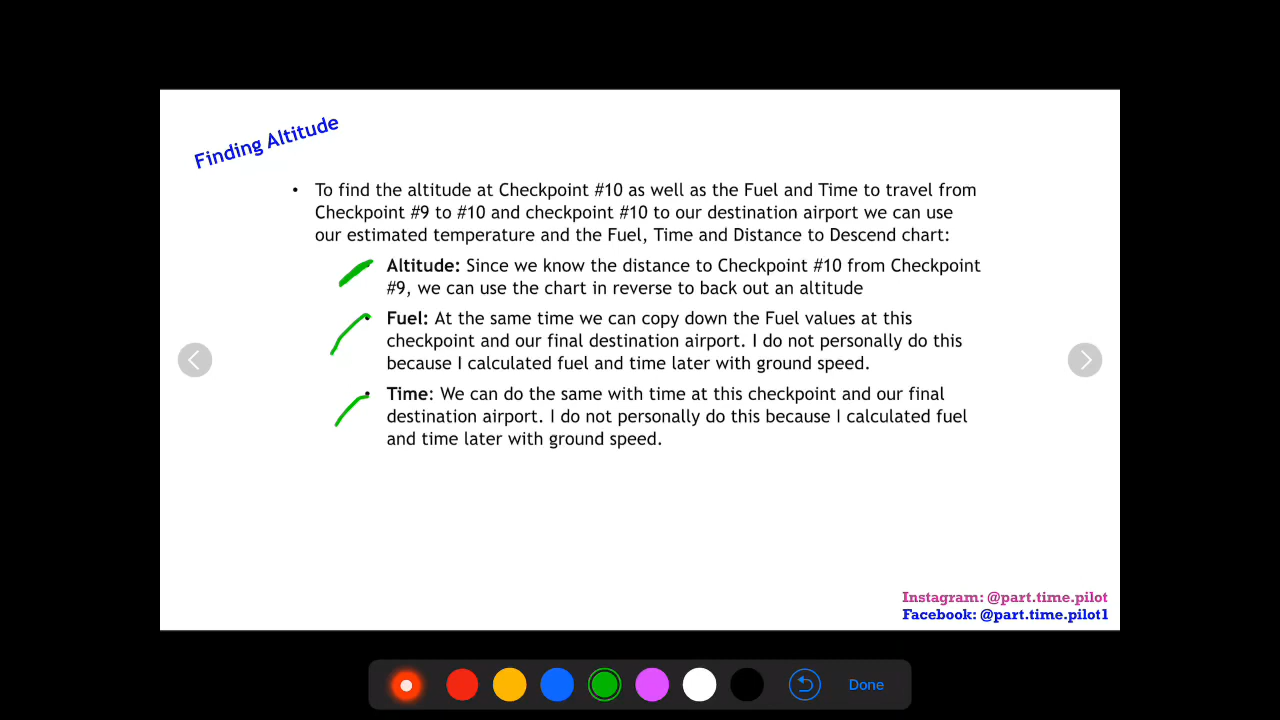 Finding Altitude
• To find the altitude at Checkpoint #10 as well as the Fuel and Time to travel from
Checkpoint #9 to #10 and checkpoint #10 to our destination airport we can use
our estimated temperature and the Fuel, Time and Distance to Descend chart:
Altitude: Since we know the distance to Checkpoint #10 from Checkpoint
#9, we can use the chart in reverse to back out an altitude
• Fuel: At the same time we can copy down the Fuel values at this
checkpoint and our final destination airport. I do not personally do this
because I calculated fuel and time later with ground speed.
• Time: We can do the same with time at this checkpoint and our final
destination airport. I do not personally do this because I calculated fuel
and time later with ground speed.
Instagram: @part.time.pilot
Facebook: @part.time.pilot1
Done